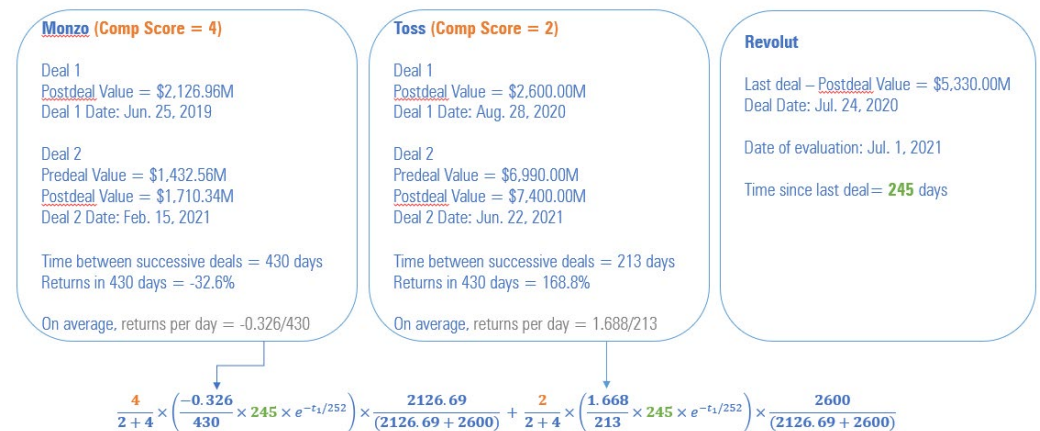 Monzo (Comp Score = 4)
Deal 1
Postdeal Value = $2,126.96M
Deal 1 Date: Jun. 25, 2019
Deal 2
Predeal Value = $1,432.56M
Postdeal Value = $1,710.34M
Deal 2 Date: Feb. 15, 2021
Time between successive deals = 430 days
Returns in 430 days = -32.6%
On average, returns per day = -0.326/430
Toss (Comp Score = 2)
Deal 1
Postdeal Value = $2,600.00M
Deal 1 Date: Aug. 28, 2020
Deal 2
Predeal Value = $6,990.00M
Postdeal Value = $7,400.00M
Deal 2 Date: Jun. 22, 2021
Time between successive deals = 213 days
Returns in 430 days = 168.8%
On average, returns per day = 1.688/213
Revolut
Last deal – Postdeal Value = $5,330.00M
Deal Date: Jul. 24, 2020
Date of evaluation: Jul. 1, 2021
Time since last deal= 245 days
4/(2 + 4) × (−0.326/430 × 245 × e^(−t₁/252)) × 2126.69/(2126.69 + 2600) + 2/(2 + 4) × (1.668/213 × 245 × e^(−t₁/252)) × 2600/(2126.69 + 2600)